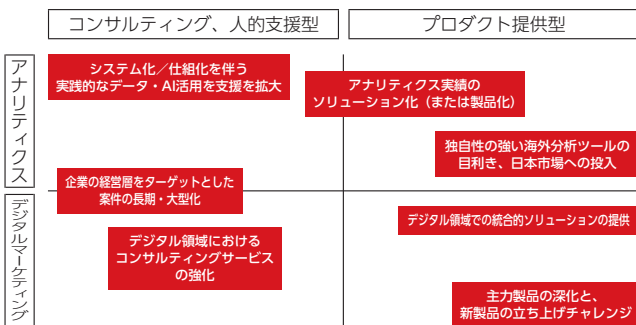 コンサルティング、人的支援型
プロダクト提供型
アナリティクス
システム化／仕組化を伴う
実践的なデータ・AI活用を支援を拡大
アナリティクス実績の
ソリューション化（または製品化）
独自性の強い海外分析ツールの
目利き、日本市場への投入
企業の経営層をターゲットとした
案件の長期・大型化
デジタルマーケティング
デジタル領域での統合的ソリューションの提供
デジタル領域における
コンサルティングサービス
の強化
主力製品の深化と、
新製品の立ち上げチャレンジ